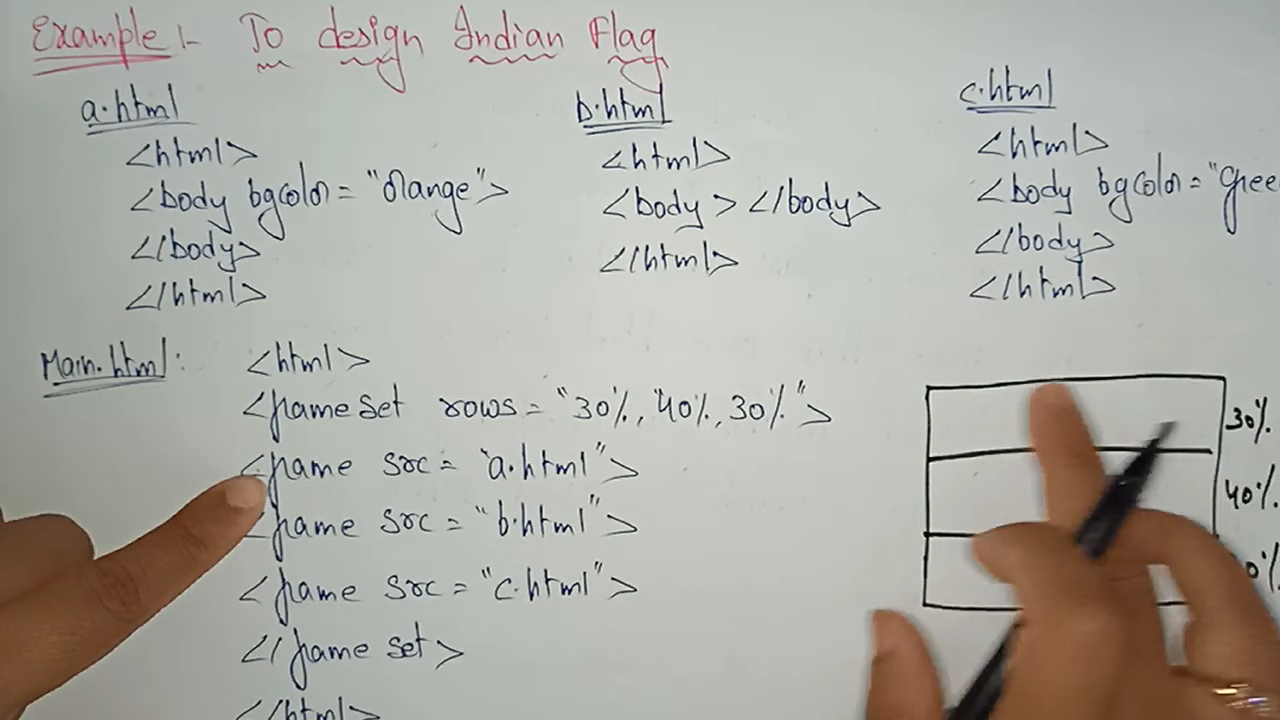 Example :- To design Indian Flag
a.html
<html>
<body bgcolor = "orange">
</body>
</html>
b.html
<html>
<body> </body>
</html>
c.html
<html>
<body bgcolor = "gree
</body>
</html>
Main.html:
<html>
<frameset rows = "30%, 40%, 30%">
<frame src = "a.html">
<frame src = "b.html">
<frame src = "c.html">
</frame set>
</html>
30%
40%
0%